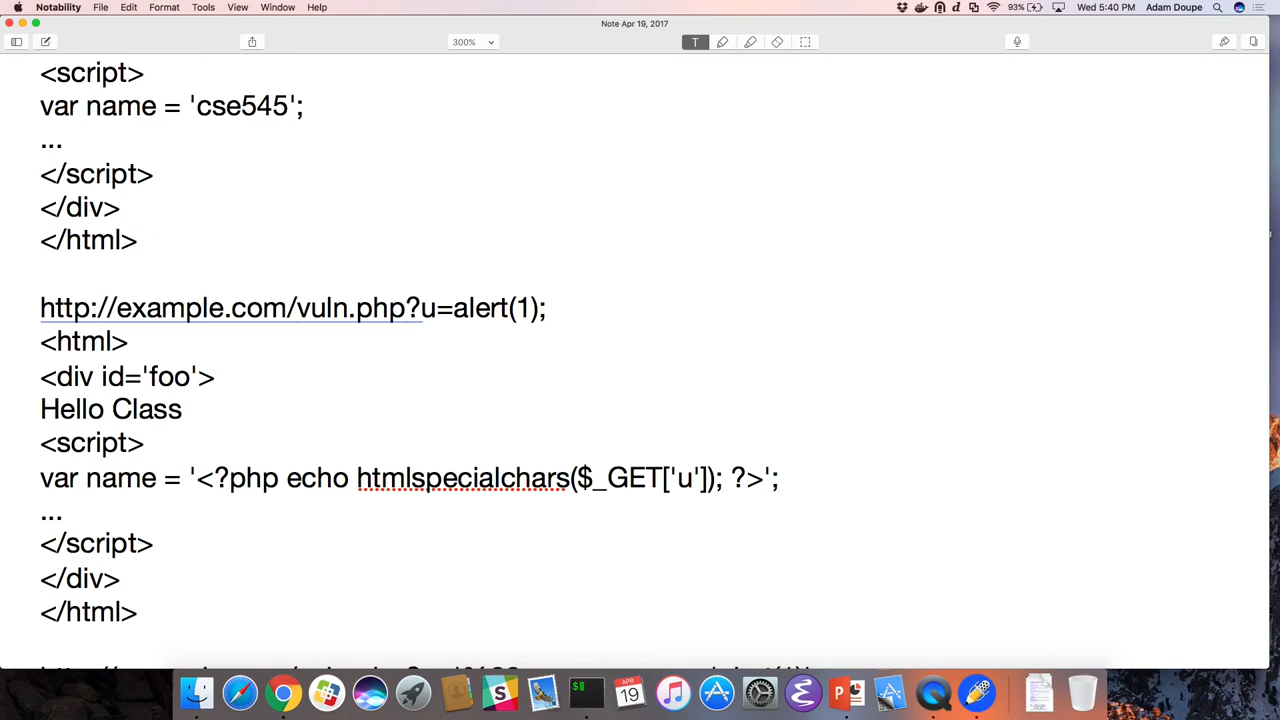 Notability File Edit Format Tools View Window Help 93% Wed 5:40 PM Adam Doupe
Note Apr 19, 2017
300%
T
<script>
var name = 'cse545';
...
</script>
</div>
</html>
http://example.com/vuln.php?u=alert(1);
<html>
<div id='foo'>
Hello Class
<script>
var name = '<?php echo htmlspecialchars($_GET['u']); ?>';
...
</script>
</div>
</html>
APR
19